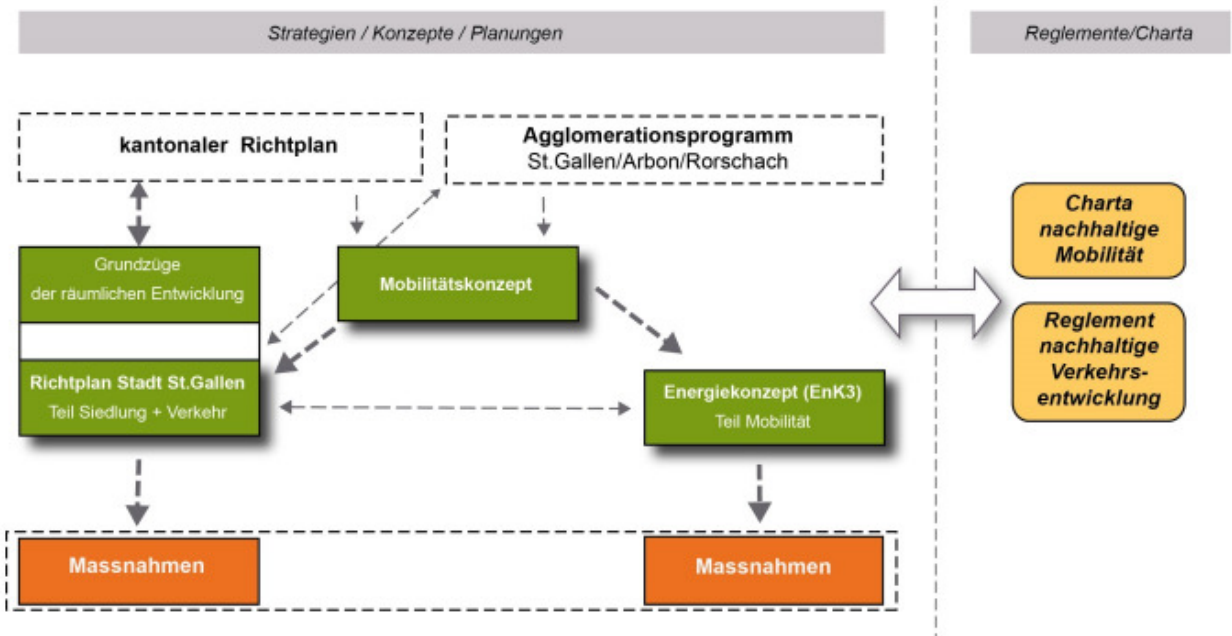 Strategien / Konzepte / Planungen
Reglemente/Charta
kantonaler Richtplan
Agglomerationsprogramm
St.Gallen/Arbon/Rorschach
Grundzüge
der räumlichen Entwicklung
Mobilitätskonzept
Richtplan Stadt St.Gallen
Teil Siedlung + Verkehr
Energiekonzept (EnK3)
Teil Mobilität
Massnahmen
Massnahmen
Charta
nachhaltige
Mobilität
Reglement
nachhaltige
Verkehrs-
entwicklung